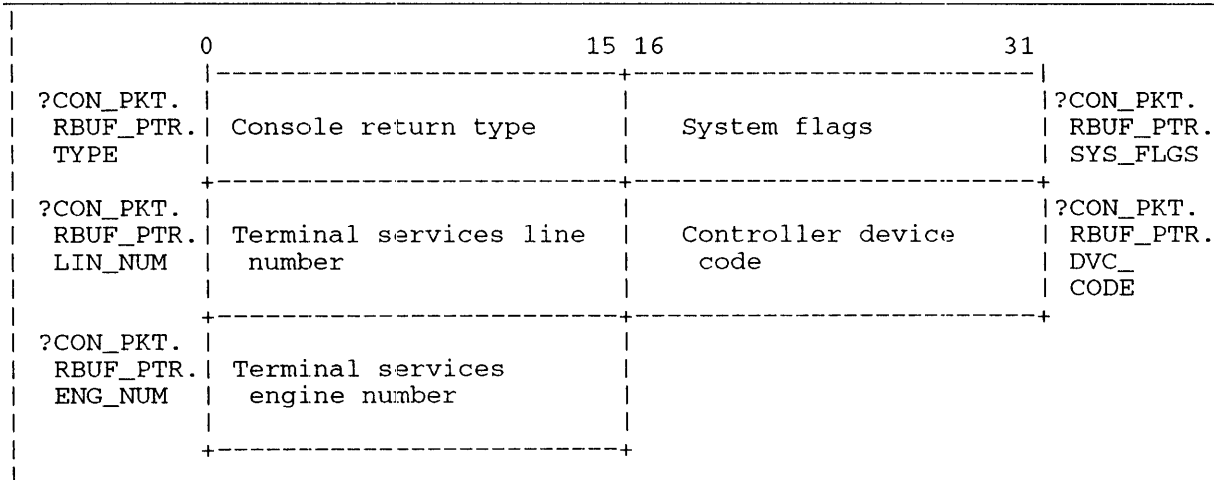 0 15 16 31
?CON_PKT. ?CON_PKT.
RBUF_PTR. Console return type System flags RBUF_PTR.
TYPE SYS_FLGS
?CON_PKT. ?CON_PKT.
RBUF_PTR. Terminal services line Controller device RBUF_PTR.
LIN_NUM number code DVC_
CODE
?CON_PKT.
RBUF_PTR. Terminal services
ENG_NUM engine number